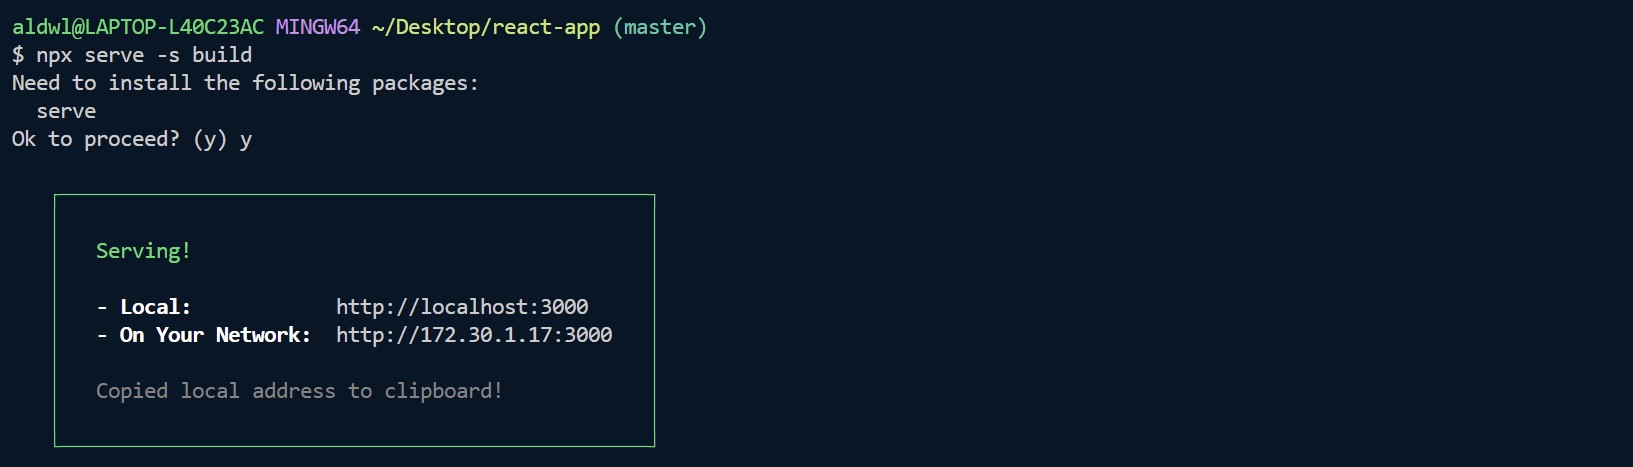 aldwl@LAPTOP-L40C23AC MINGW64 ~/Desktop/react-app (master)
$ npx serve -s build
Need to install the following packages:
  serve
Ok to proceed? (y) y
Serving!
- Local:            http://localhost:3000
- On Your Network:  http://172.30.1.17:3000
Copied local address to clipboard!